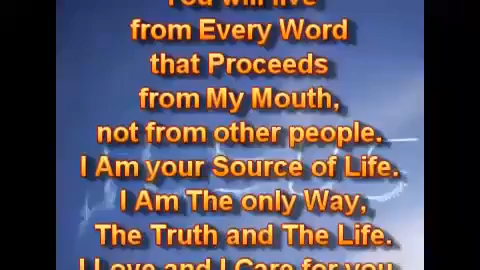 You will live
from Every Word
that Proceeds
from My Mouth,
not from other people.
I Am your Source of Life.
I Am The only Way,
The Truth and The Life.
I Love and I Care for you